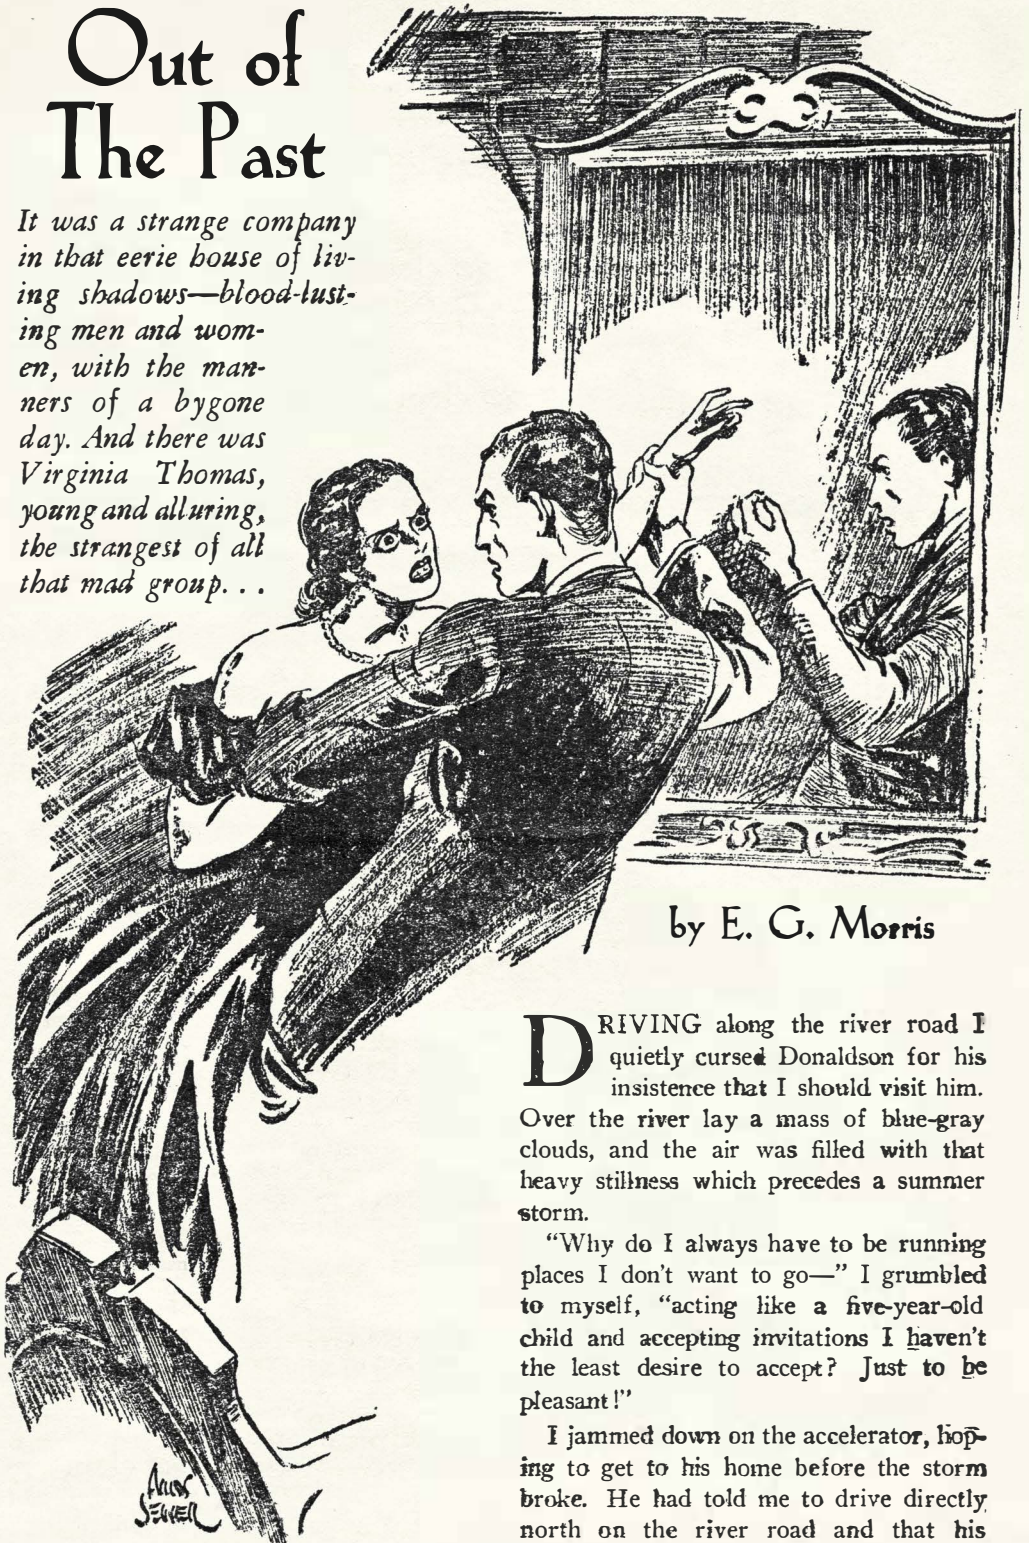 Out of
The Past
It was a strange company
in that eerie house of liv-
ing shadows—blood-lust-
ing men and wom-
en, with the man-
ners of a bygone
day. And there was
Virginia Thomas,
young and alluring,
the strangest of all
that mad group. . .
by E. G. Morris
DRIVING along the river road I
quietly cursed Donaldson for his
insistence that I should visit him.
Over the river lay a mass of blue-gray
clouds, and the air was filled with that
heavy stillness which precedes a summer
storm.
“Why do I always have to be running
places I don't want to go—” I grumbled
to myself, “acting like a five-year-old
child and accepting invitations I haven't
the least desire to accept? Just to be
pleasant!”
I jammed down on the accelerator, hop-
ing to get to his home before the storm
broke. He had told me to drive directly
north on the river road and that his